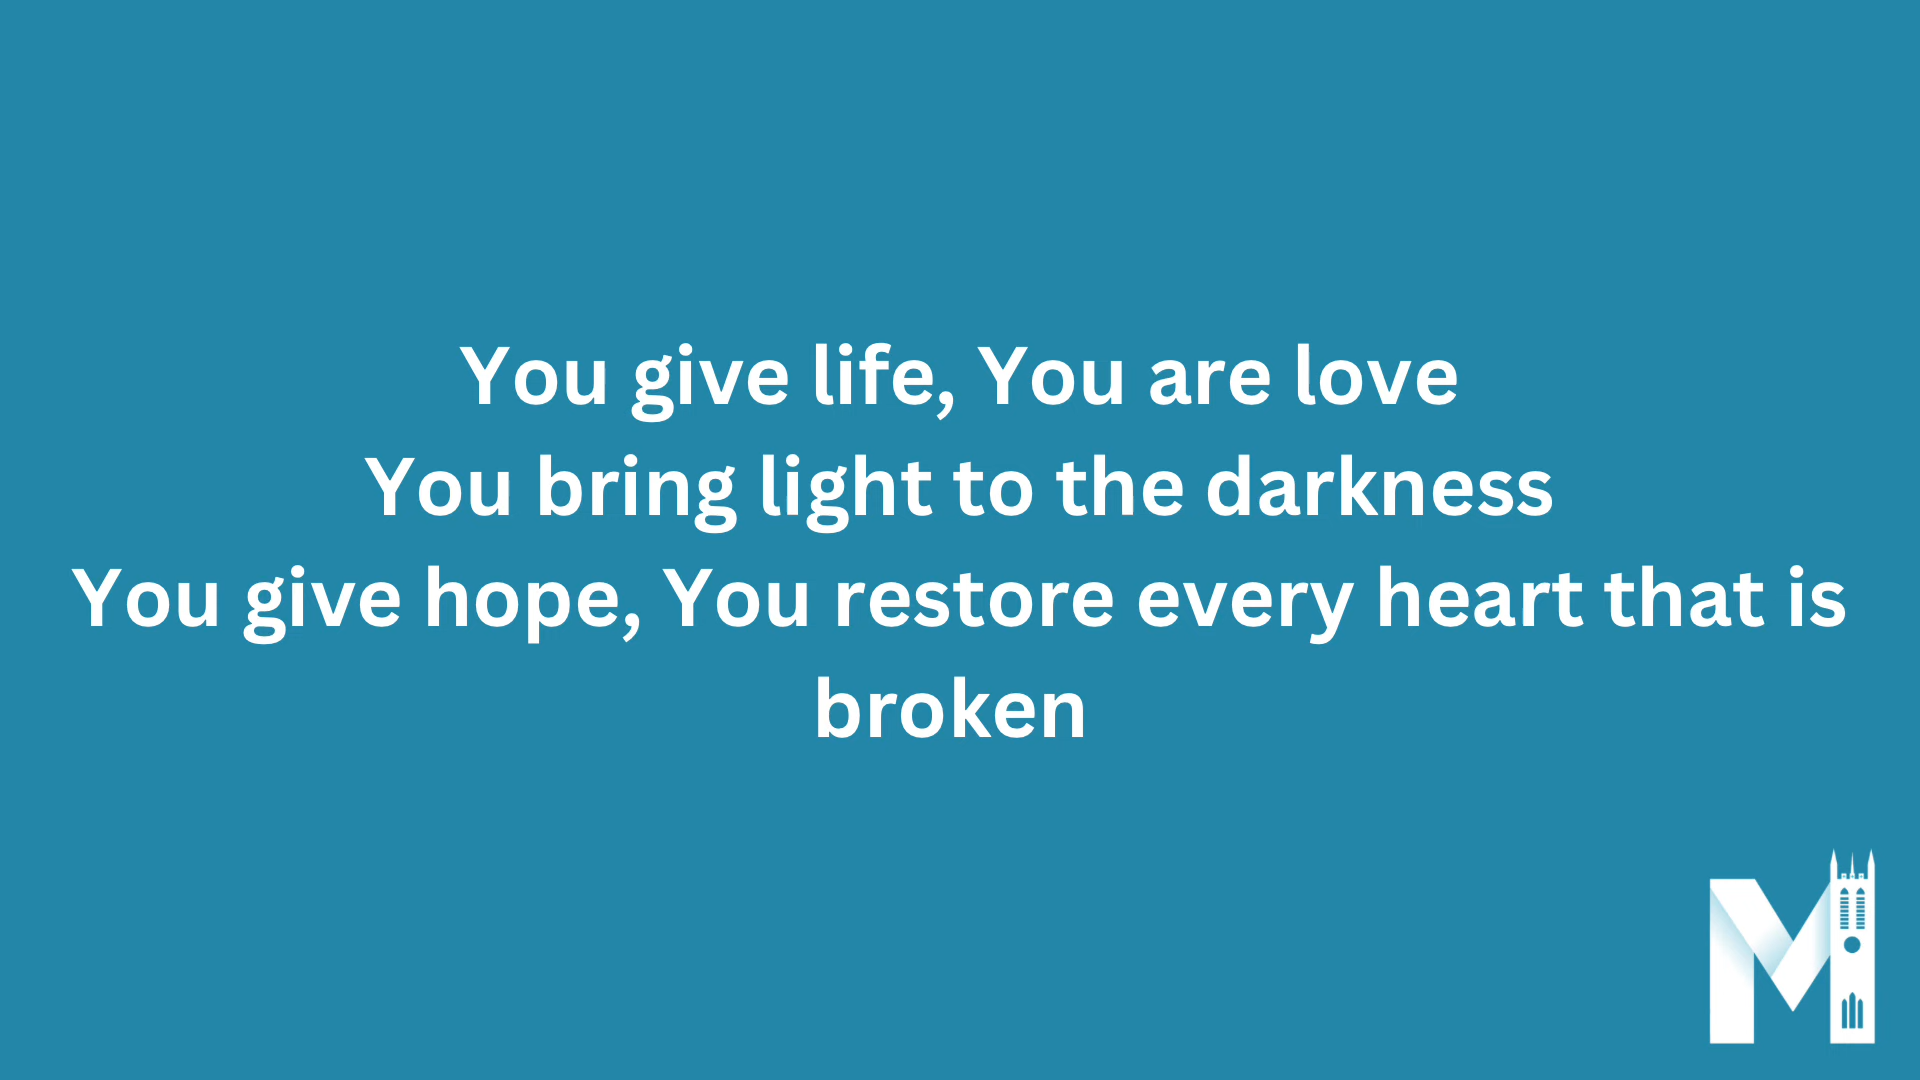 You give life, You are love
You bring light to the darkness
You give hope, You restore every heart that is
broken
M